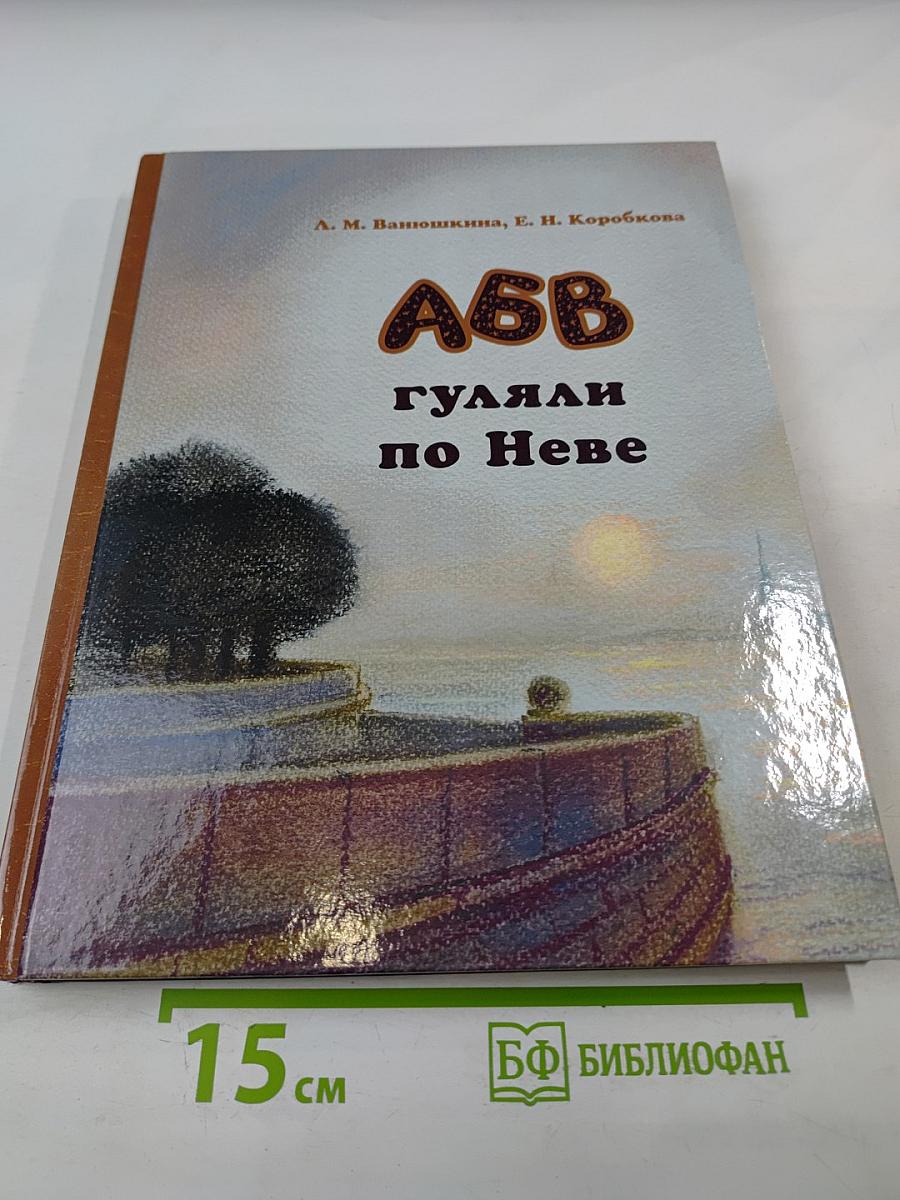 Л. М. Ванюшкина, Е. Н. Коробкова
АБВ
гуляли
по Неве
15 см
БФ БИБЛИОФАН